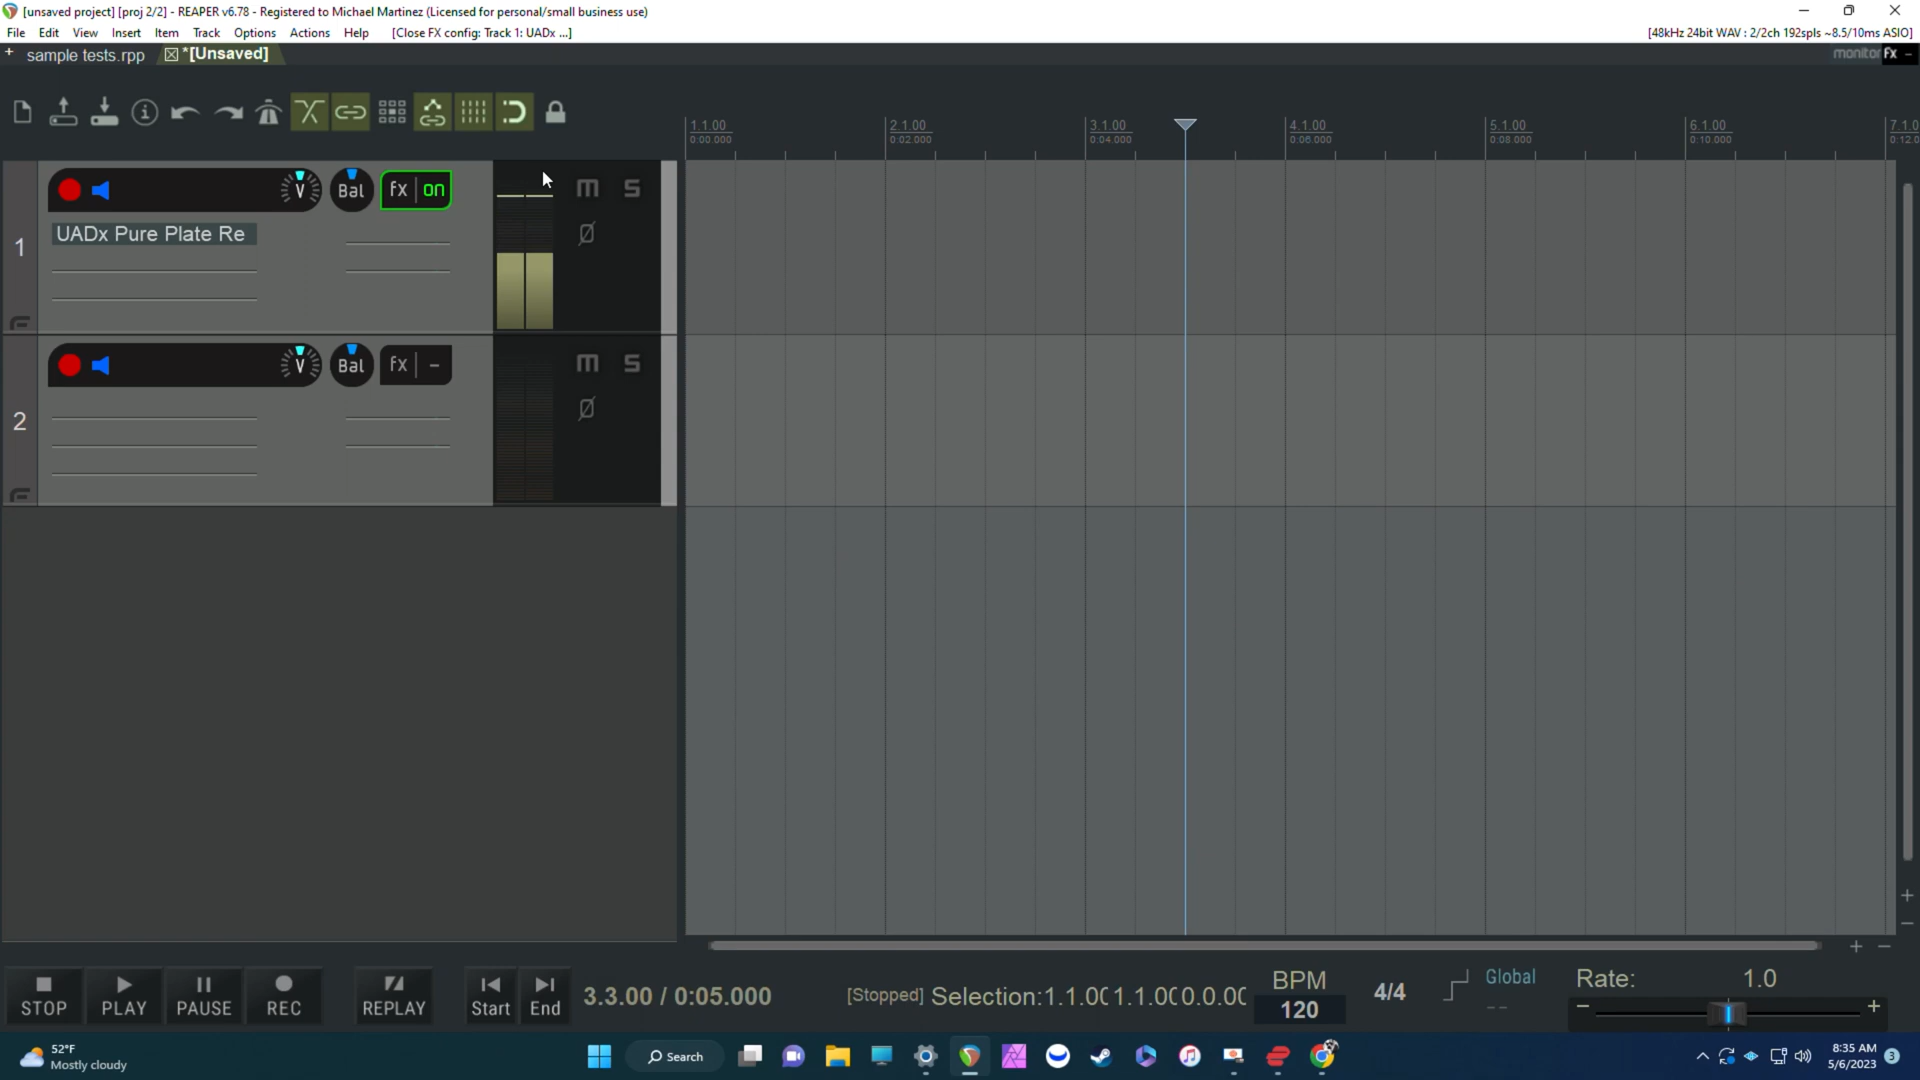 [unsaved project] [proj 2/2] - REAPER v6.78 - Registered to Michael Martinez (Licensed for personal/small business use)
File Edit View Insert Item Track Options Actions Help [Close FX config: Track 1: UADx ...] [48kHz 24bit WAV : 2/2ch 192spls ~8.5/10ms ASIO]
+ sample tests.rpp *[Unsaved] monitor FX
1.1.00 2.1.00 3.1.00 4.1.00 5.1.00 6.1.00 7.1.0
0:00.000 0:02.000 0:04.000 0:06.000 0:08.000 0:10.000 0:12.0
V Bal fx on m S
1 UADx Pure Plate Re Ø
V Bal fx - m S
2 Ø
STOP PLAY PAUSE REC REPLAY Start End
3.3.00 / 0:05.000 [Stopped] Selection: 1.1.00 1.1.00 0.0.00
BPM
120
4/4
Global
--
Rate: 1.0
52°F
Mostly cloudy
Search
8:35 AM
5/6/2023
3